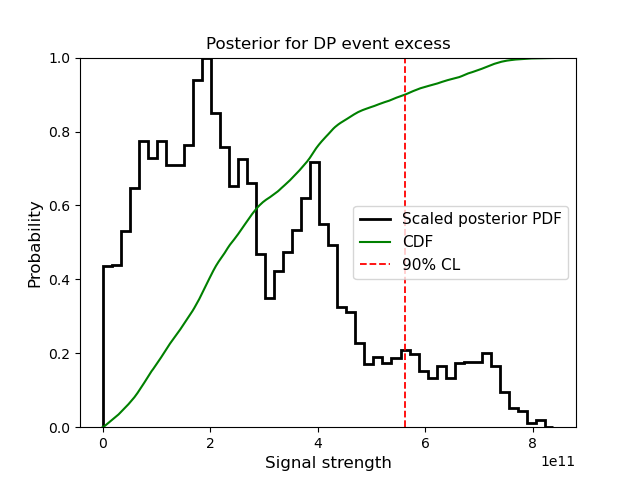 Posterior for DP event excess
Probability
1.0
0.8
0.6
0.4
0.2
0.0
Scaled posterior PDF
CDF
90% CL
0 2 4 6 8
1e11
Signal strength